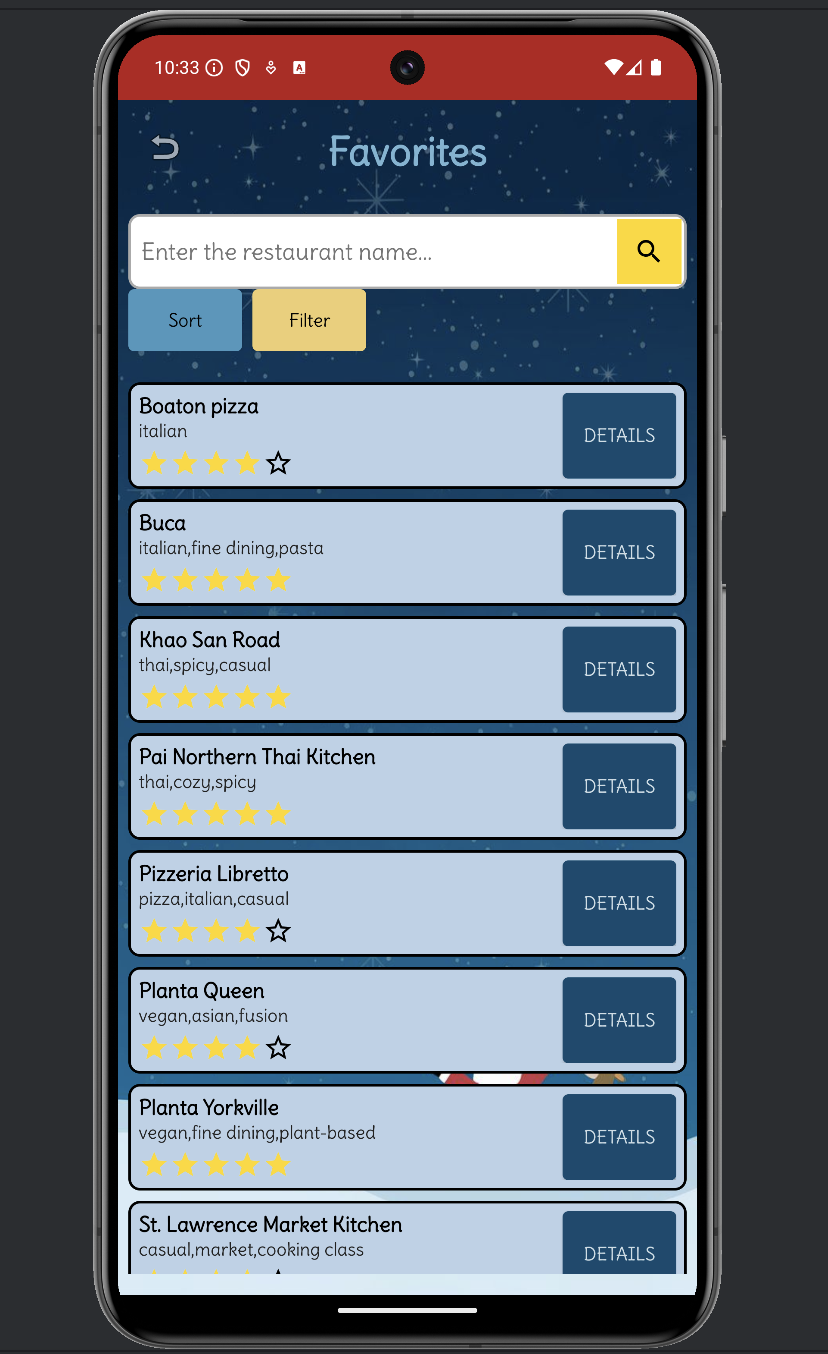 10:33
Favorites
Enter the restaurant name...
Sort
Filter
Boaton pizza
italian
DETAILS
Buca
italian,fine dining,pasta
DETAILS
Khao San Road
thai,spicy,casual
DETAILS
Pai Northern Thai Kitchen
thai,cozy,spicy
DETAILS
Pizzeria Libretto
pizza,italian,casual
DETAILS
Planta Queen
vegan,asian,fusion
DETAILS
Planta Yorkville
vegan,fine dining,plant-based
DETAILS
St. Lawrence Market Kitchen
casual,market,cooking class
DETAILS